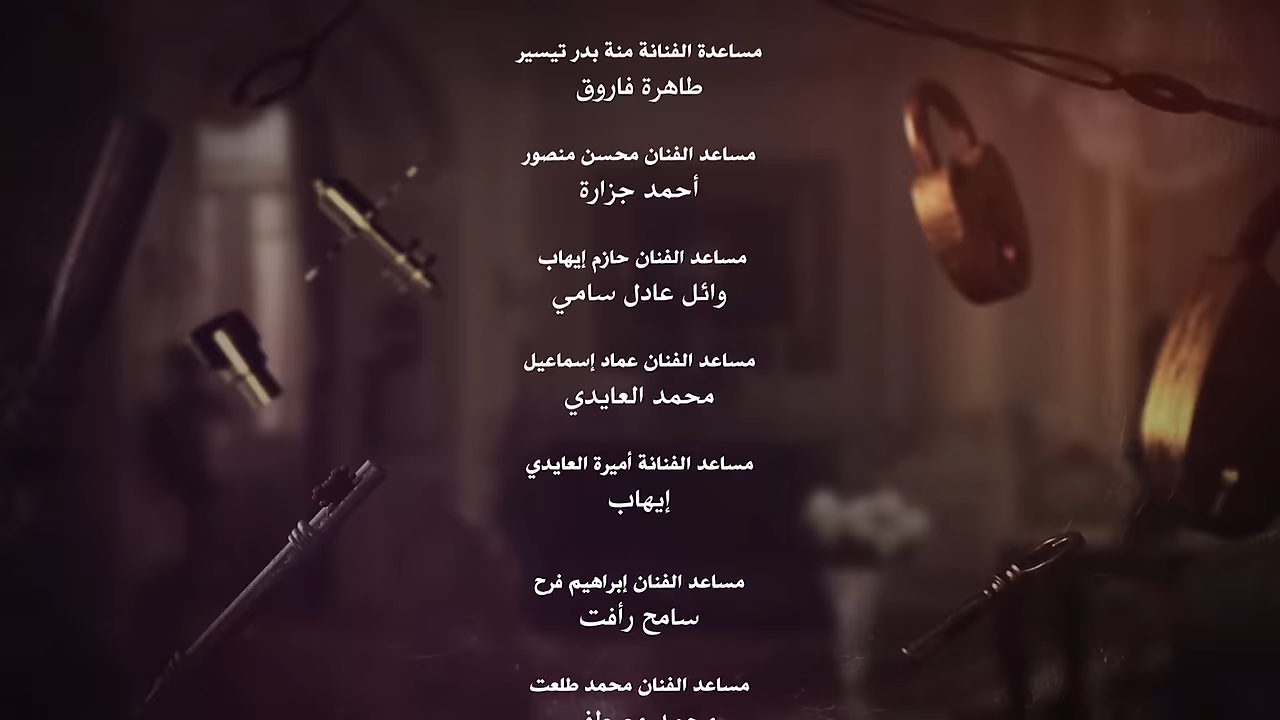 مساعدة الفنانة منة بدر تيسير
طاهرة فاروق
مساعد الفنان محسن منصور
أحمد جزارة
مساعد الفنان حازم إيهاب
وائل عادل سامي
مساعد الفنان عماد إسماعيل
محمد العايدي
مساعد الفنانة أميرة العايدي
إيهاب
مساعد الفنان إبراهيم فرح
سامح رأفت
مساعد الفنان محمد طلعت